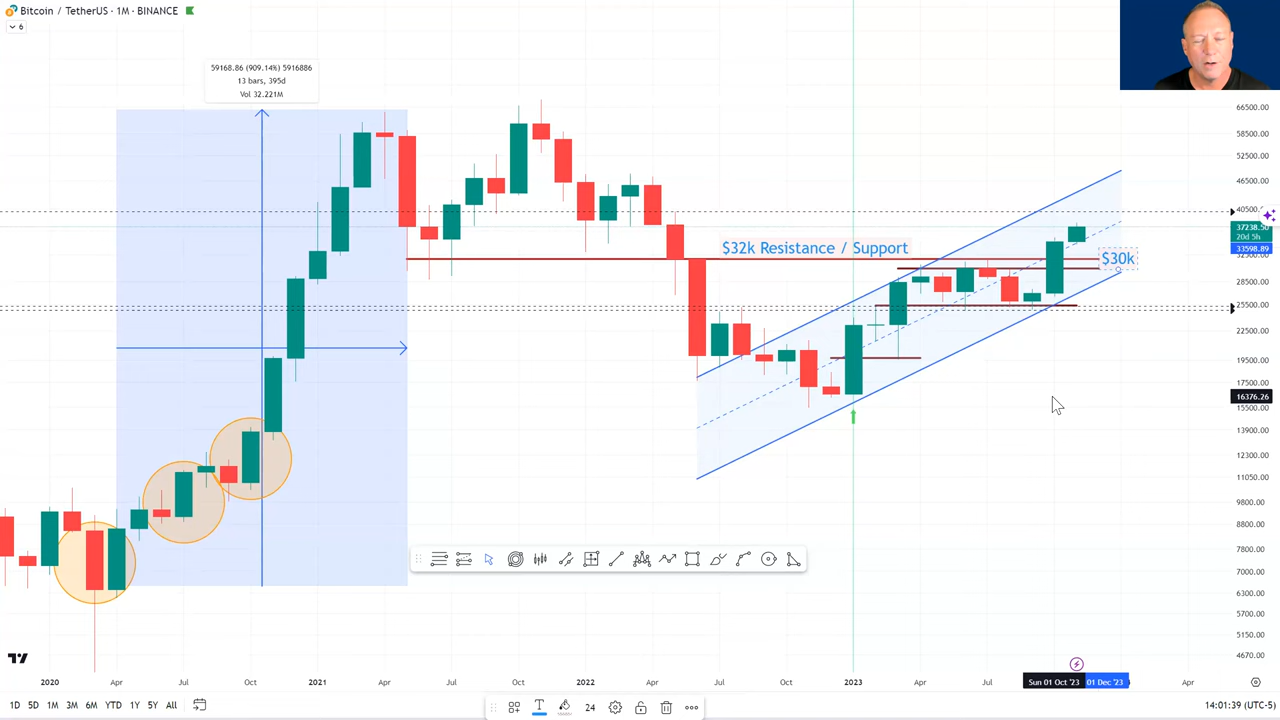 Bitcoin / TetherUS · 1M · BINANCE
6
59168.86 (909.14%) 5916886
13 bars, 395d
Vol 32.221M
$32k Resistance / Support
$30k
66500.00
58500.00
52500.00
46500.00
40500.00
37238.50
20d 5h
33598.89
28500.00
25500.00
22500.00
19500.00
17500.00
16376.26
15500.00
13900.00
12300.00
11050.00
9800.00
8800.00
7800.00
7000.00
6300.00
5700.00
5150.00
4670.00
2020 Apr Jul Oct 2021 Apr Jul Oct 2022 Apr Jul Oct 2023 Apr Jul Sun 01 Oct '23 01 Dec '23 Apr
1D 5D 1M 3M 6M YTD 1Y 5Y All
T 24
14:01:39 (UTC-5)